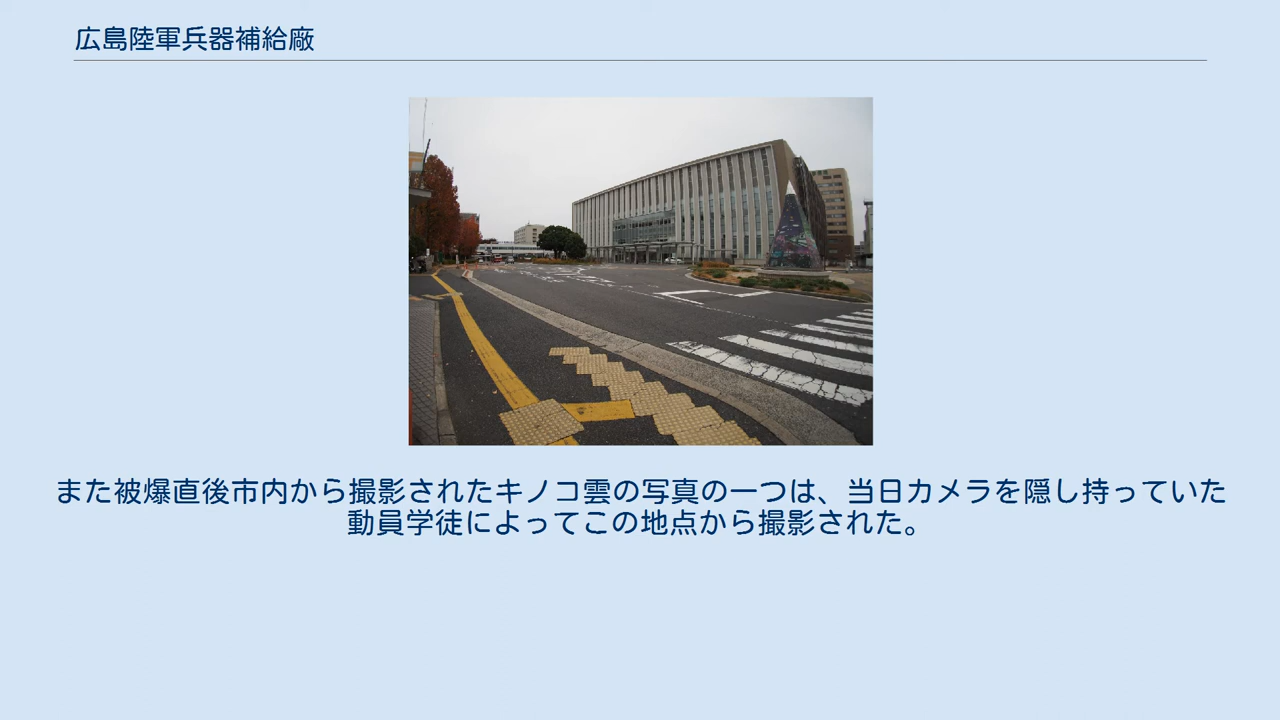 広島陸軍兵器補給廠
また被爆直後市内から撮影されたキノコ雲の写真の一つは、当日カメラを隠し持っていた
動員学徒によってこの地点から撮影された。